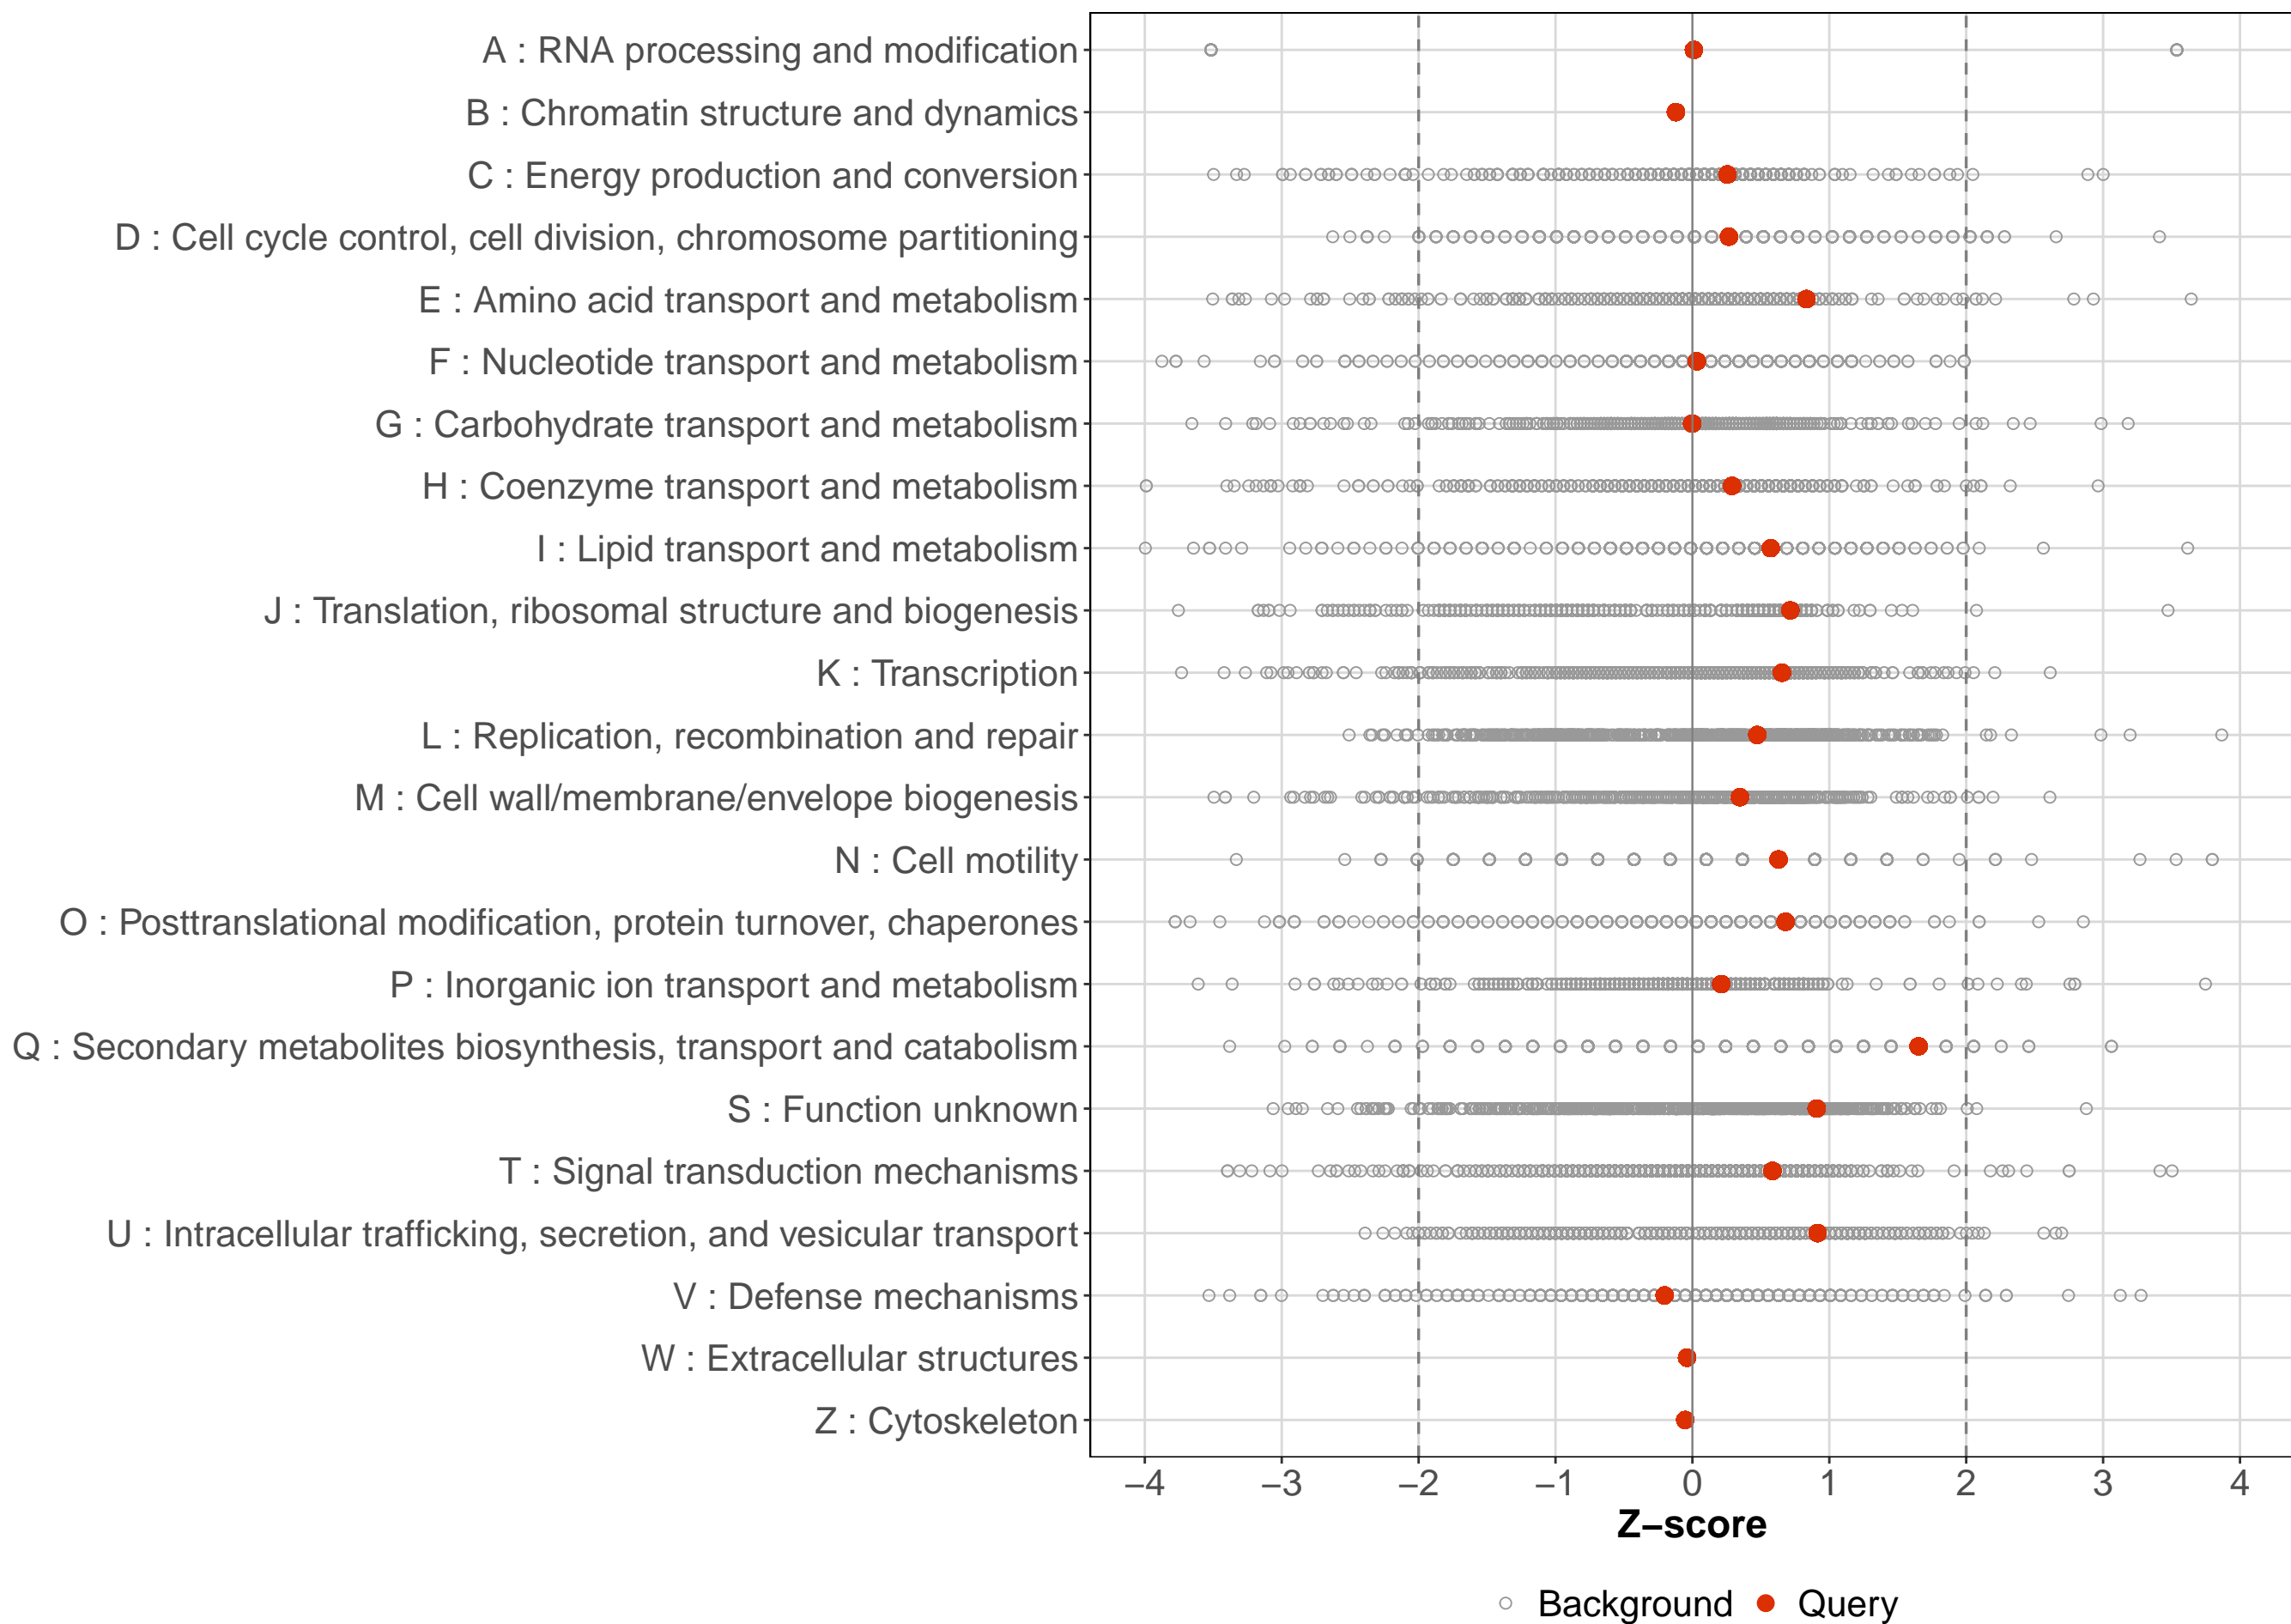 A : RNA processing and modification
B : Chromatin structure and dynamics
C : Energy production and conversion
D : Cell cycle control, cell division, chromosome partitioning
E : Amino acid transport and metabolism
F : Nucleotide transport and metabolism
G : Carbohydrate transport and metabolism
H : Coenzyme transport and metabolism
I : Lipid transport and metabolism
J : Translation, ribosomal structure and biogenesis
K : Transcription
L : Replication, recombination and repair
M : Cell wall/membrane/envelope biogenesis
N : Cell motility
O : Posttranslational modification, protein turnover, chaperones
P : Inorganic ion transport and metabolism
Q : Secondary metabolites biosynthesis, transport and catabolism
S : Function unknown
T : Signal transduction mechanisms
U : Intracellular trafficking, secretion, and vesicular transport
V : Defense mechanisms
W : Extracellular structures
Z : Cytoskeleton
−4 −3 −2 −1 0 1 2 3 4
Z−score
Background Query